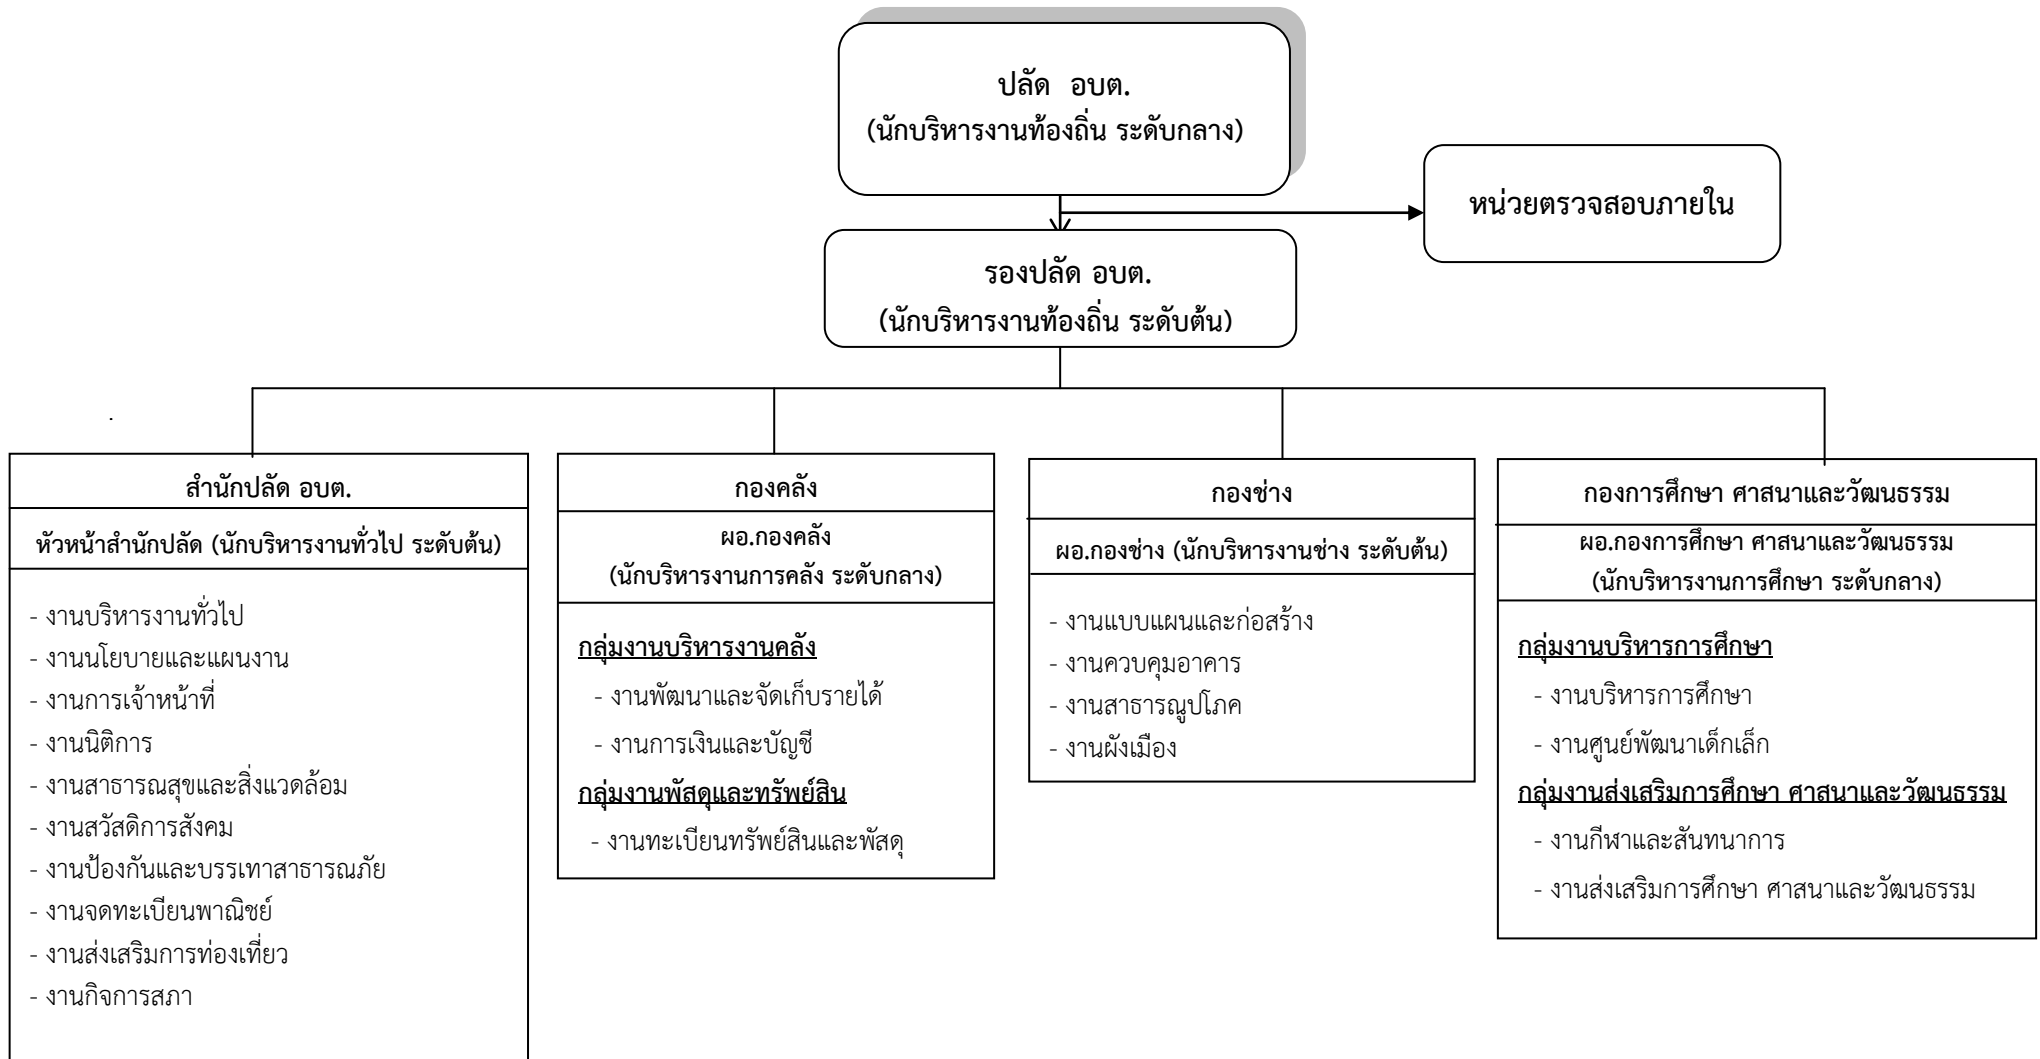 ปลัด อบต.
(นักบริหารงานท้องถิ่น ระดับกลาง)
หน่วยตรวจสอบภายใน
รองปลัด อบต.
(นักบริหารงานท้องถิ่น ระดับต้น)
สำนักปลัด อบต.
หัวหน้าสำนักปลัด (นักบริหารงานทั่วไป ระดับต้น)
- งานบริหารงานทั่วไป
- งานนโยบายและแผนงาน
- งานการเจ้าหน้าที่
- งานนิติการ
- งานสาธารณสุขและสิ่งแวดล้อม
- งานสวัสดิการสังคม
- งานป้องกันและบรรเทาสาธารณภัย
- งานจดทะเบียนพาณิชย์
- งานส่งเสริมการท่องเที่ยว
- งานกิจการสภา
กองคลัง
ผอ.กองคลัง
(นักบริหารงานการคลัง ระดับกลาง)
กลุ่มงานบริหารงานคลัง
- งานพัฒนาและจัดเก็บรายได้
- งานการเงินและบัญชี
กลุ่มงานพัสดุและทรัพย์สิน
- งานทะเบียนทรัพย์สินและพัสดุ
กองช่าง
ผอ.กองช่าง (นักบริหารงานช่าง ระดับต้น)
- งานแบบแผนและก่อสร้าง
- งานควบคุมอาคาร
- งานสาธารณูปโภค
- งานผังเมือง
กองการศึกษา ศาสนาและวัฒนธรรม
ผอ.กองการศึกษา ศาสนาและวัฒนธรรม
(นักบริหารงานการศึกษา ระดับกลาง)
กลุ่มงานบริหารการศึกษา
- งานบริหารการศึกษา
- งานศูนย์พัฒนาเด็กเล็ก
กลุ่มงานส่งเสริมการศึกษา ศาสนาและวัฒนธรรม
- งานกีฬาและสันทนาการ
- งานส่งเสริมการศึกษา ศาสนาและวัฒนธรรม